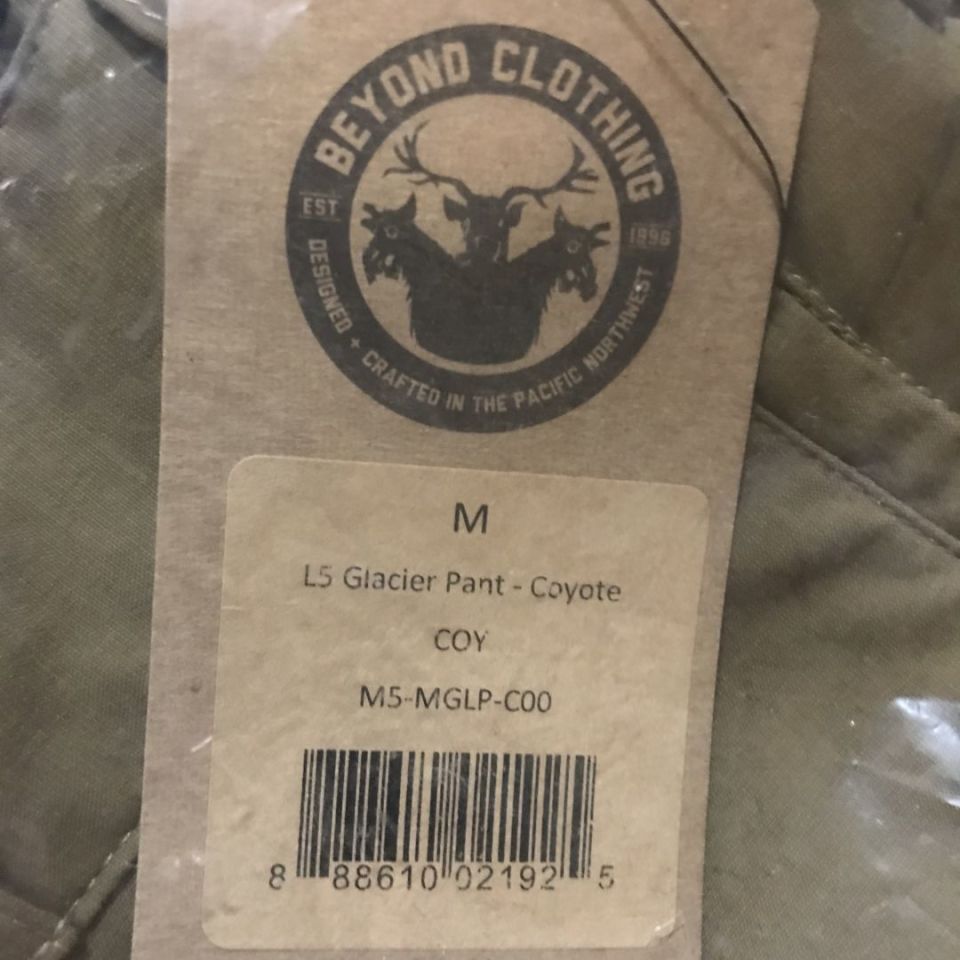 BEYOND CLOTHING
EST 1996
DESIGNED + CRAFTED IN THE PACIFIC NORTHWEST
M
L5 Glacier Pant - Coyote
COY
M5-MGLP-C00
8 88610 02192 5